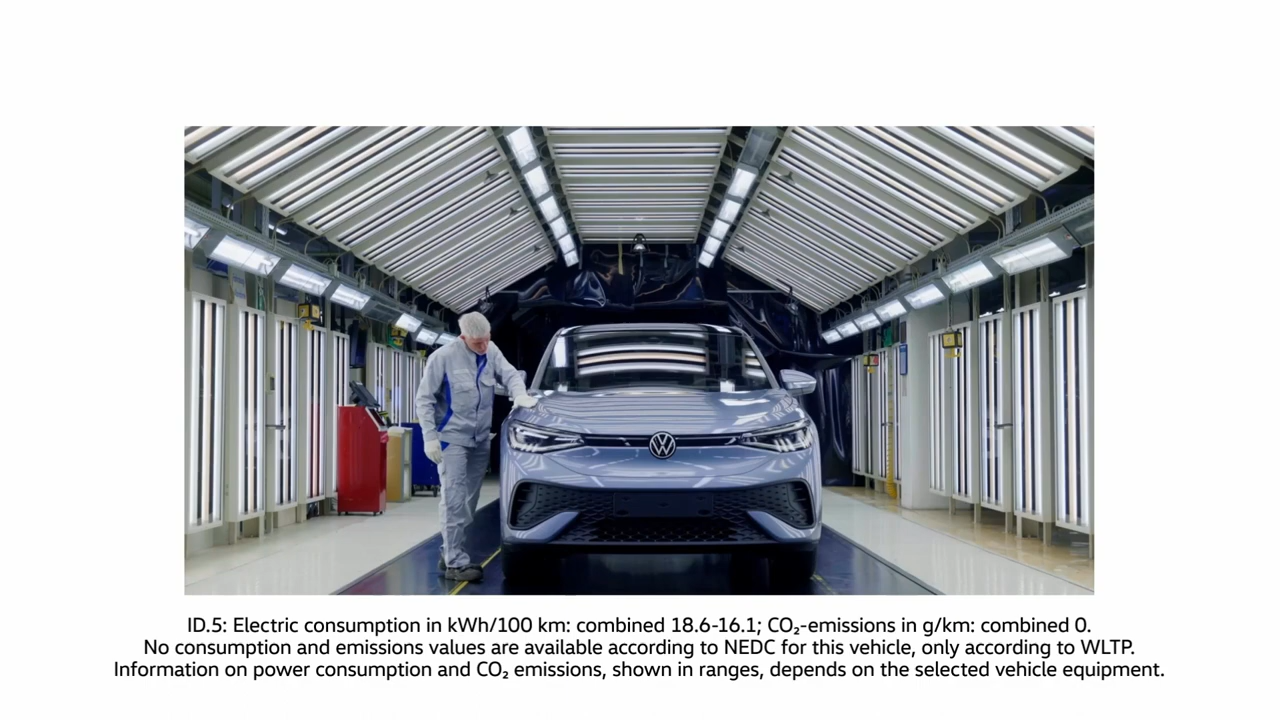 ID.5: Electric consumption in kWh/100 km: combined 18.6-16.1; CO₂-emissions in g/km: combined 0.
No consumption and emissions values are available according to NEDC for this vehicle, only according to WLTP.
Information on power consumption and CO₂ emissions, shown in ranges, depends on the selected vehicle equipment.